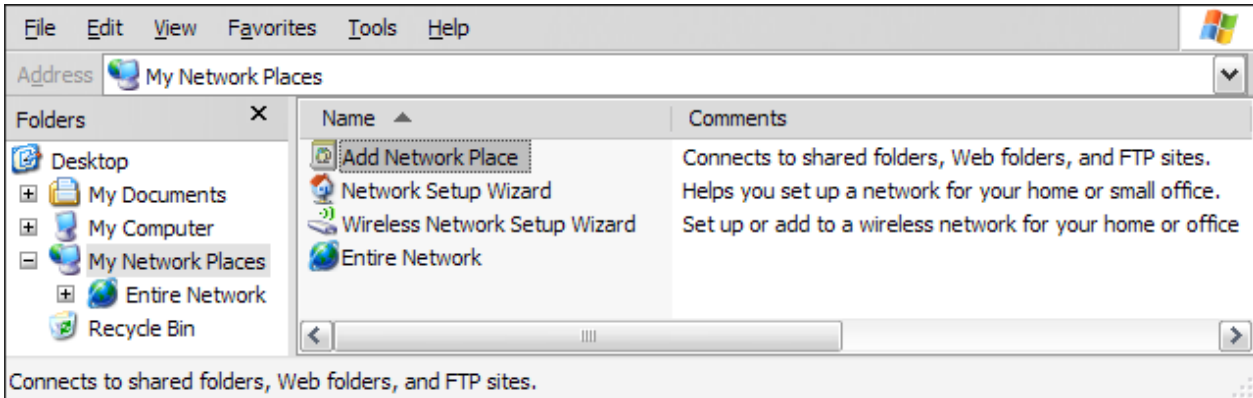 File Edit View Favorites Tools Help
Address My Network Places
Folders
Desktop
My Documents
My Computer
My Network Places
Entire Network
Recycle Bin
Name Comments
Add Network Place Connects to shared folders, Web folders, and FTP sites.
Network Setup Wizard Helps you set up a network for your home or small office.
Wireless Network Setup Wizard Set up or add to a wireless network for your home or office
Entire Network
Connects to shared folders, Web folders, and FTP sites.